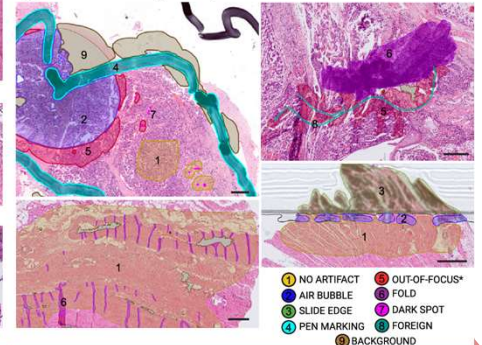 9
4
2
7
5
1
6
8
5
8
3
2
1
1
6
1 NO ARTIFACT
5 OUT-OF-FOCUS*
2 AIR BUBBLE
6 FOLD
3 SLIDE EDGE
7 DARK SPOT
4 PEN MARKING
8 FOREIGN
9 BACKGROUND